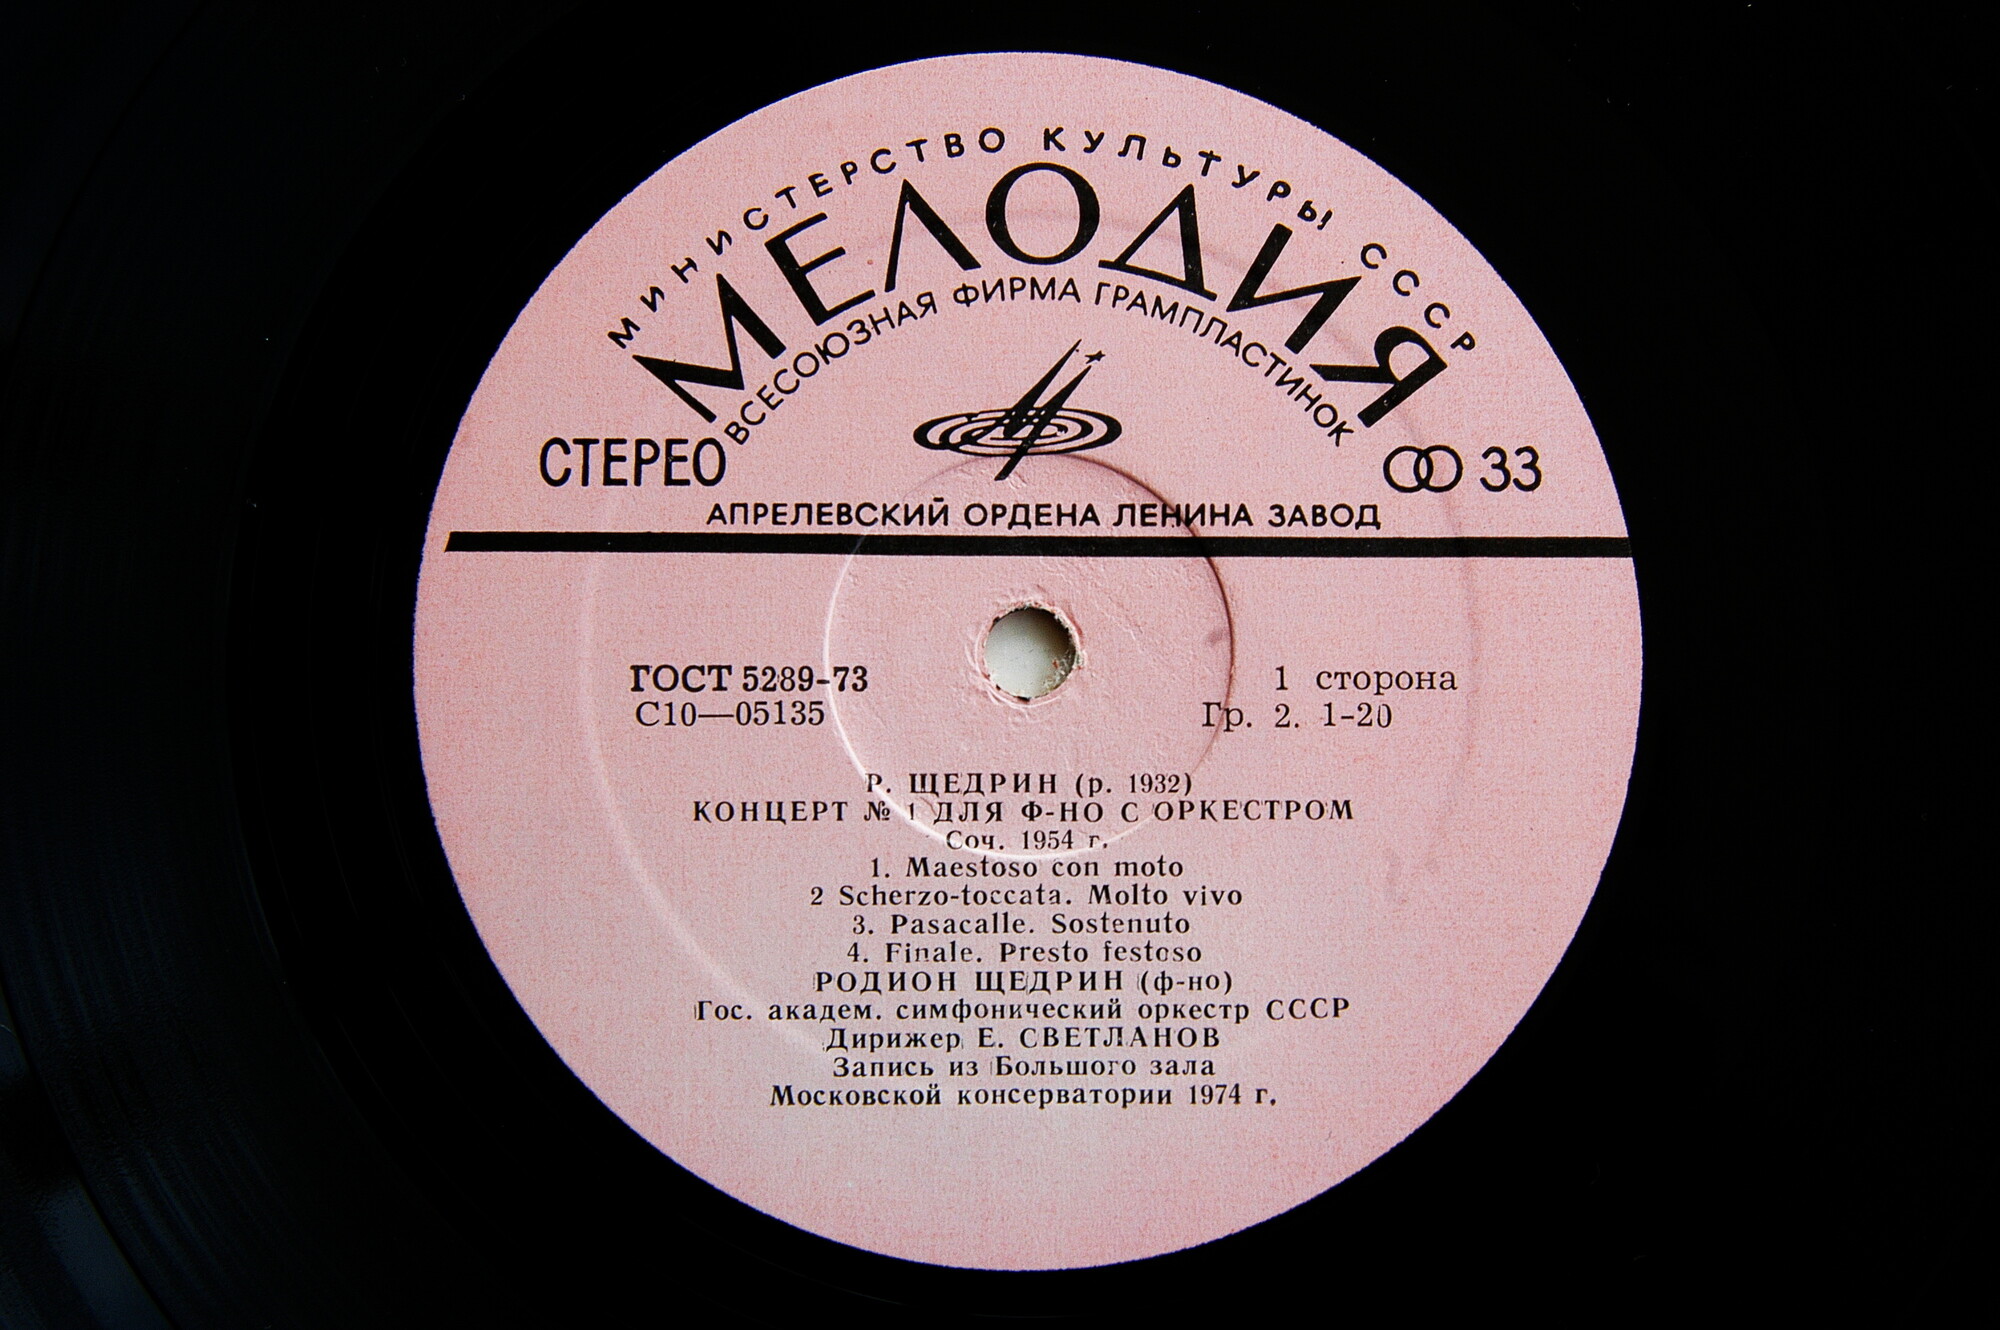 МИНИСТЕРСТВО КУЛЬТУРЫ СССР
МЕЛОДИЯ
ВСЕСОЮЗНАЯ ФИРМА ГРАМПЛАСТИНОК
СТЕРЕО
33
АПРЕЛЕВСКИЙ ОРДЕНА ЛЕНИНА ЗАВОД
ГОСТ 5289-73
С10—05135
1 сторона
Гр. 2. 1-20
Р. ЩЕДРИН (р. 1932)
КОНЦЕРТ № 1 ДЛЯ Ф-НО С ОРКЕСТРОМ
Соч. 1954 г.
1. Maestoso con moto
2 Scherzo-toccata. Molto vivo
3. Pasacalle. Sostenuto
4. Finale. Presto festoso
РОДИОН ЩЕДРИН (ф-но)
Гос. академ. симфонический оркестр СССР
Дирижер Е. СВЕТЛАНОВ
Запись из Большого зала
Московской консерватории 1974 г.